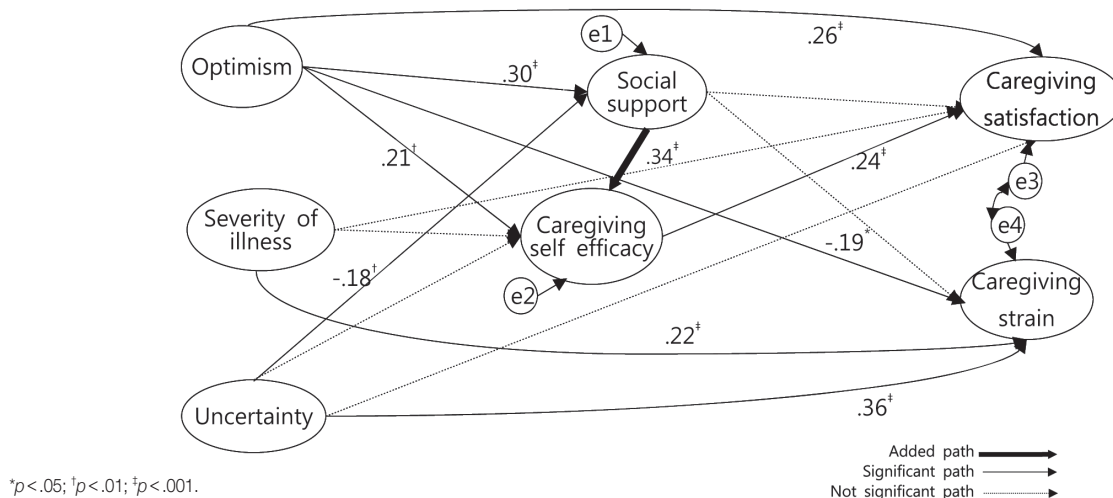 e1
.26‡
Optimism
.30‡
Social
support
Caregiving
satisfaction
.21†
.34‡
.24‡
e3
Severity of
illness
Caregiving
self efficacy
e4
-.18†
-.19*
e2
Caregiving
strain
.22‡
Uncertainty
.36‡
Added path
Significant path
Not significant path
*p<.05; †p<.01; ‡p<.001.